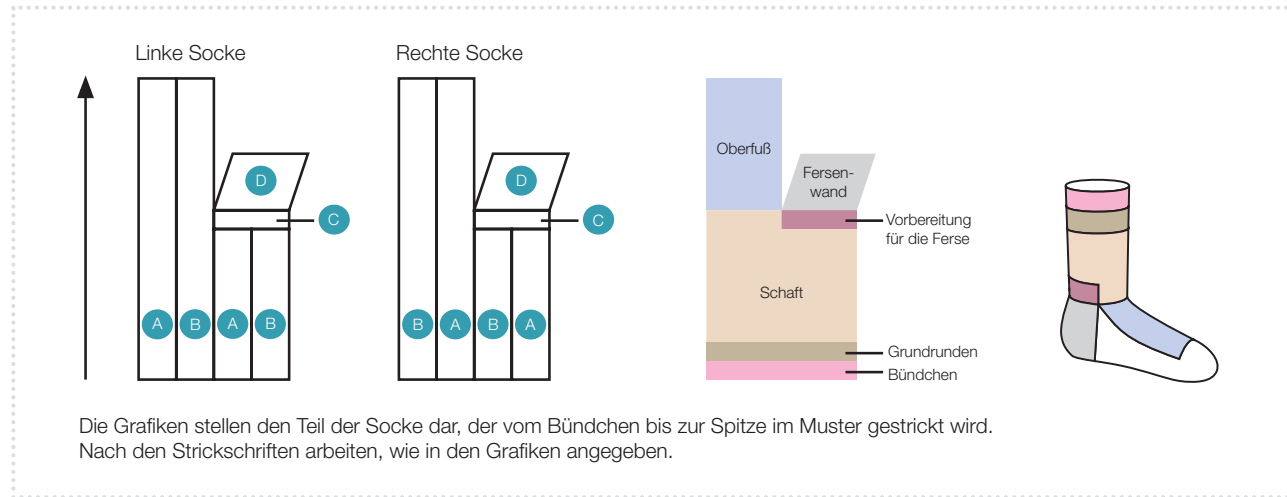 Linke Socke
Rechte Socke
D
C
A B A B
D
C
B A B A
Oberfuß
Fersen-
wand
Vorbereitung
für die Ferse
Schaft
Grundrunden
Bündchen
Die Grafiken stellen den Teil der Socke dar, der vom Bündchen bis zur Spitze im Muster gestrickt wird.
Nach den Strickschriften arbeiten, wie in den Grafiken angegeben.